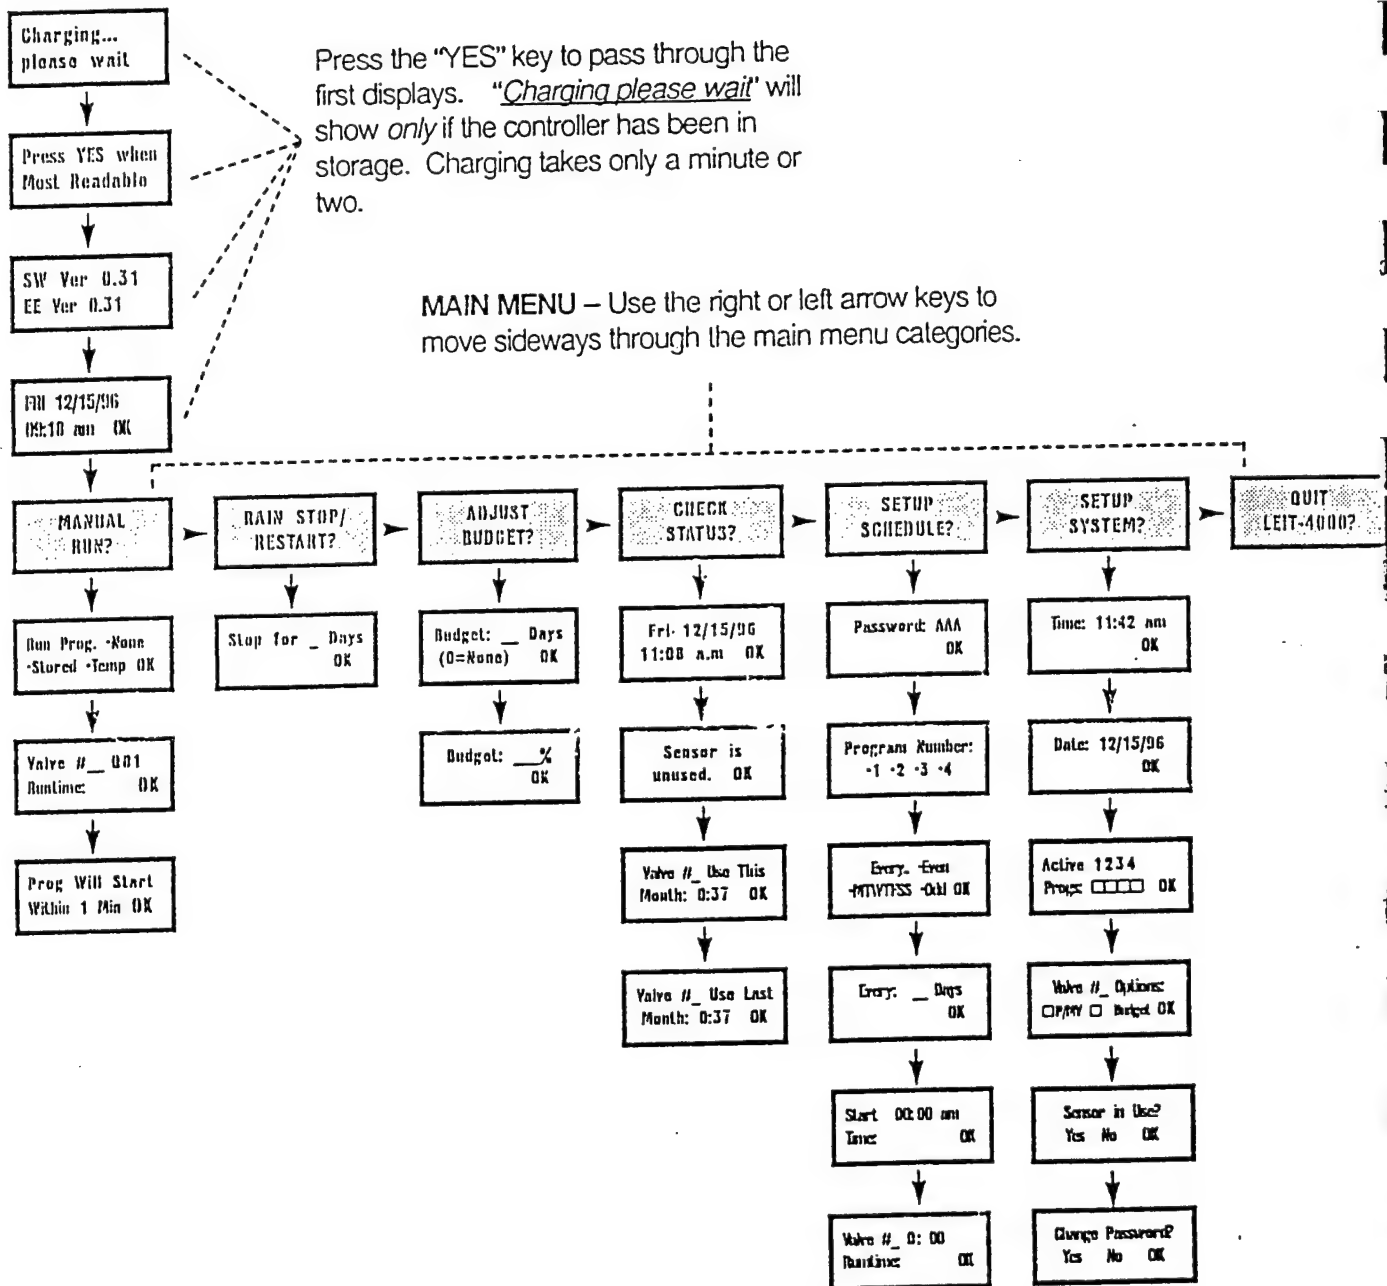 Charging...
please wait
Press the “YES” key to pass through the
first displays. “Charging please wait” will
show only if the controller has been in
storage. Charging takes only a minute or
two.
Press YES when
Most Readable
SW Ver 0.31
EE Ver 0.31
MAIN MENU – Use the right or left arrow keys to
move sideways through the main menu categories.
FRI 12/15/96
09:18 am OK
MANUAL
RUN?
RAIN STOP/
RESTART?
ADJUST
BUDGET?
CHECK
STATUS?
SETUP
SCHEDULE?
SETUP
SYSTEM?
QUIT
LEIT-4000?
Run Prog. -None
-Stored -Temp OK
Valve #_ 001
Runtime: OK
Prog Will Start
Within 1 Min OK
Stop for _ Days
OK
Budget: __ Days
(0=None) OK
Budget: __%
OK
Fri- 12/15/96
11:08 a.m OK
Sensor is
unused. OK
Valve #_ Use This
Month: 0:37 OK
Valve #_ Use Last
Month: 0:37 OK
Password: AAA
OK
Program Number:
-1 -2 -3 -4
Every. -Even
-MTWTFSS -Odd OK
Every: __ Days
OK
Start 00:00 am
Time: OK
Valve #_ 0: 00
Runtime: OK
Time: 11:42 am
OK
Date: 12/15/96
OK
Active 1234
Progs: □□□□ OK
Valve #_ Options:
□P/MV □ Budget OK
Sensor in Use?
Yes No OK
Change Password?
Yes No OK